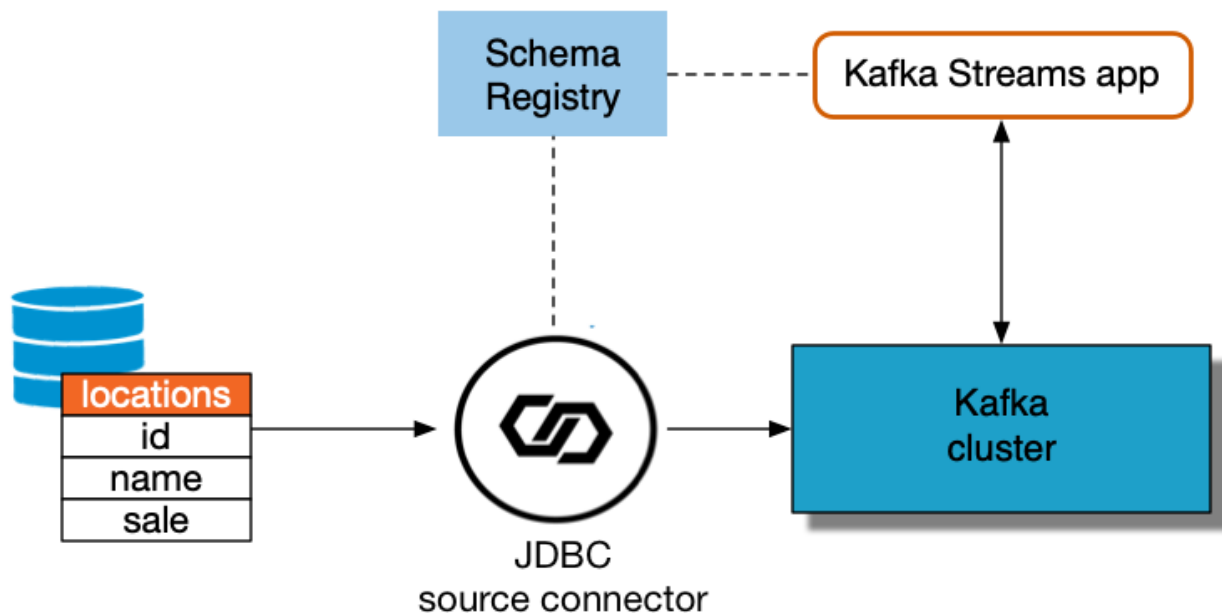 Schema
Registry
Kafka Streams app
locations
id
name
sale
JDBC
source connector
Kafka
cluster